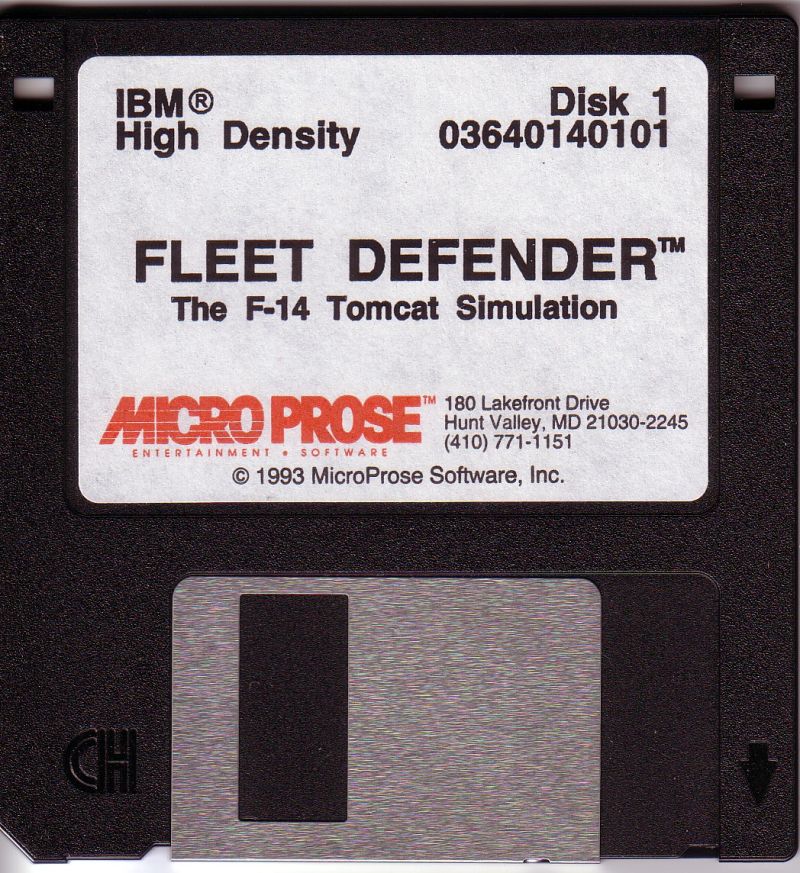 IBM® Disk 1
High Density 03640140101
FLEET DEFENDER™
The F-14 Tomcat Simulation
MICRO PROSE™
ENTERTAINMENT • SOFTWARE
180 Lakefront Drive
Hunt Valley, MD 21030-2245
(410) 771-1151
© 1993 MicroProse Software, Inc.
HD